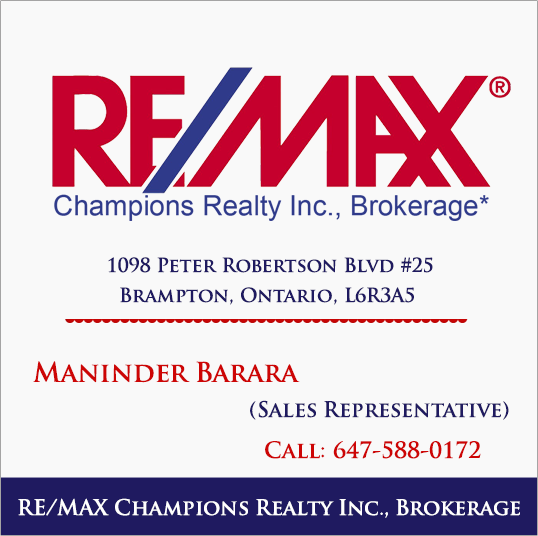 RE/MAX®
Champions Realty Inc., Brokerage*
1098 Peter Robertson Blvd #25
Brampton, Ontario, L6R3A5
Maninder Barara
(Sales Representative)
Call: 647-588-0172
RE/MAX Champions Realty Inc., Brokerage